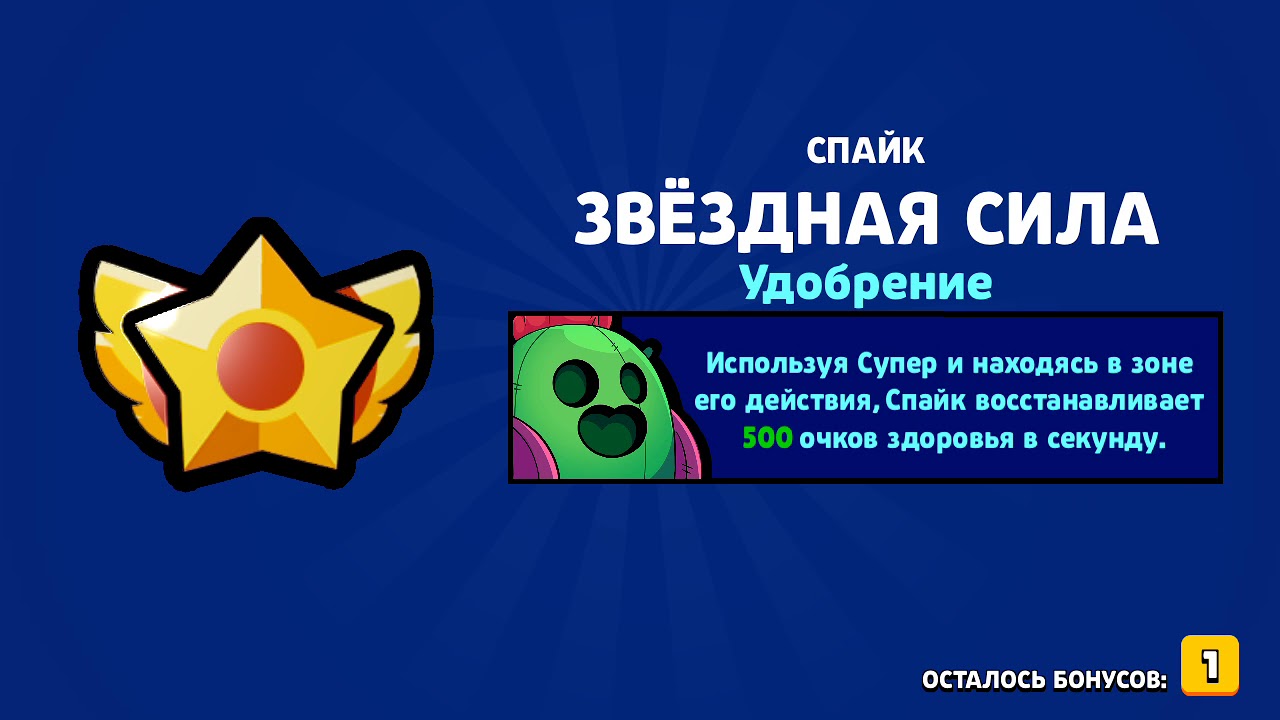 СПАЙК
ЗВЁЗДНАЯ СИЛА
Удобрение
Используя Супер и находясь в зоне
его действия, Спайк восстанавливает
500 очков здоровья в секунду.
ОСТАЛОСЬ БОНУСОВ: 1